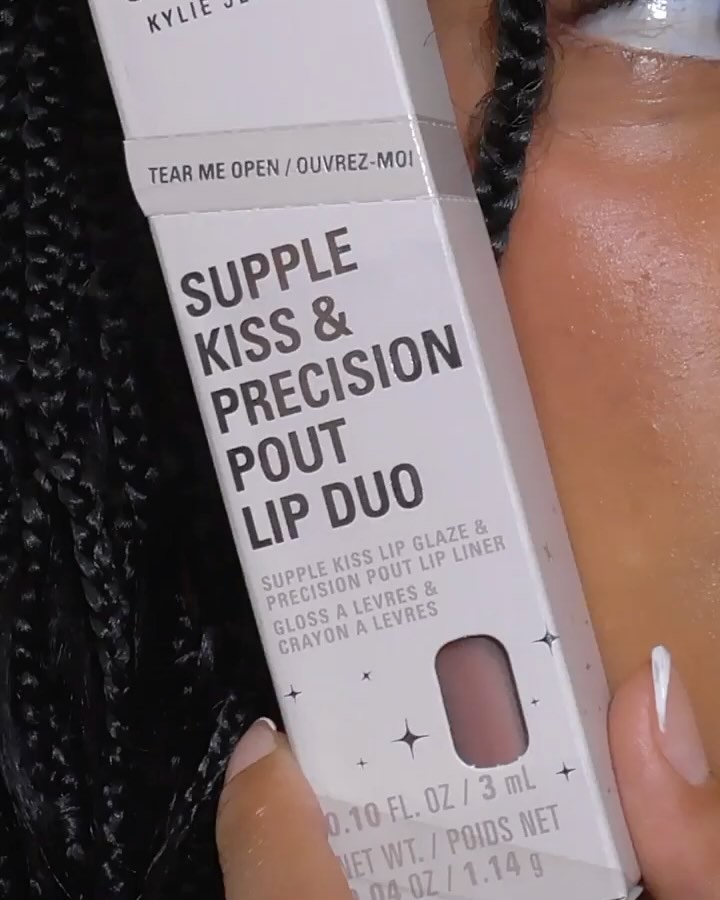 KYLIE
TEAR ME OPEN / OUVREZ-MOI
SUPPLE
KISS &
PRECISION
POUT
LIP DUO
SUPPLE KISS LIP GLAZE &
PRECISION POUT LIP LINER
GLOSS A LEVRES &
CRAYON A LEVRES
0.10 FL. OZ / 3 mL
NET WT. / POIDS NET
.04 OZ / 1.14 g